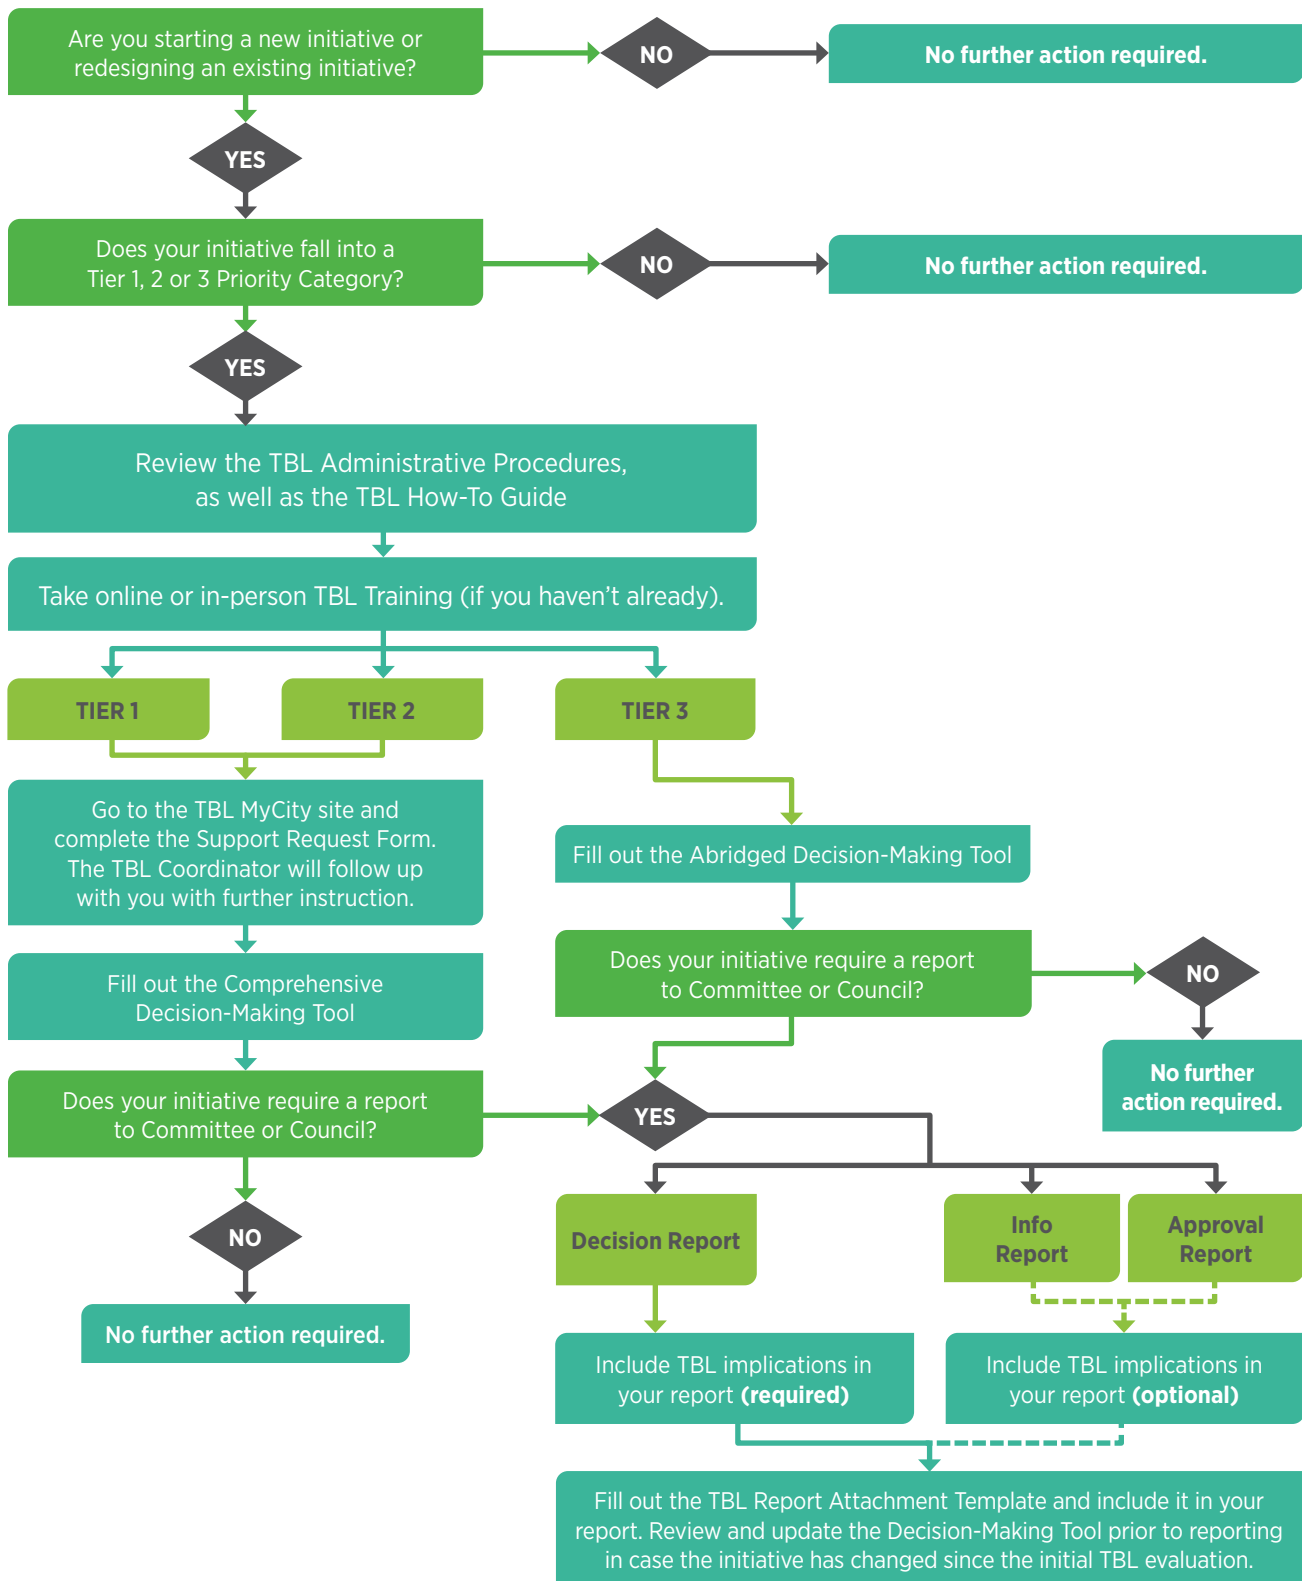 Are you starting a new initiative or
redesigning an existing initiative?
NO
No further action required.
YES
Does your initiative fall into a
Tier 1, 2 or 3 Priority Category?
NO
No further action required.
YES
Review the TBL Administrative Procedures,
as well as the TBL How-To Guide
Take online or in-person TBL Training (if you haven't already).
TIER 1
TIER 2
TIER 3
Go to the TBL MyCity site and
complete the Support Request Form.
The TBL Coordinator will follow up
with you with further instruction.
Fill out the Comprehensive
Decision-Making Tool
Does your initiative require a report
to Committee or Council?
NO
No further action required.
Fill out the Abridged Decision-Making Tool
Does your initiative require a report
to Committee or Council?
NO
No further
action required.
YES
Decision Report
Info
Report
Approval
Report
Include TBL implications in
your report (required)
Include TBL implications in
your report (optional)
Fill out the TBL Report Attachment Template and include it in your
report. Review and update the Decision-Making Tool prior to reporting
in case the initiative has changed since the initial TBL evaluation.